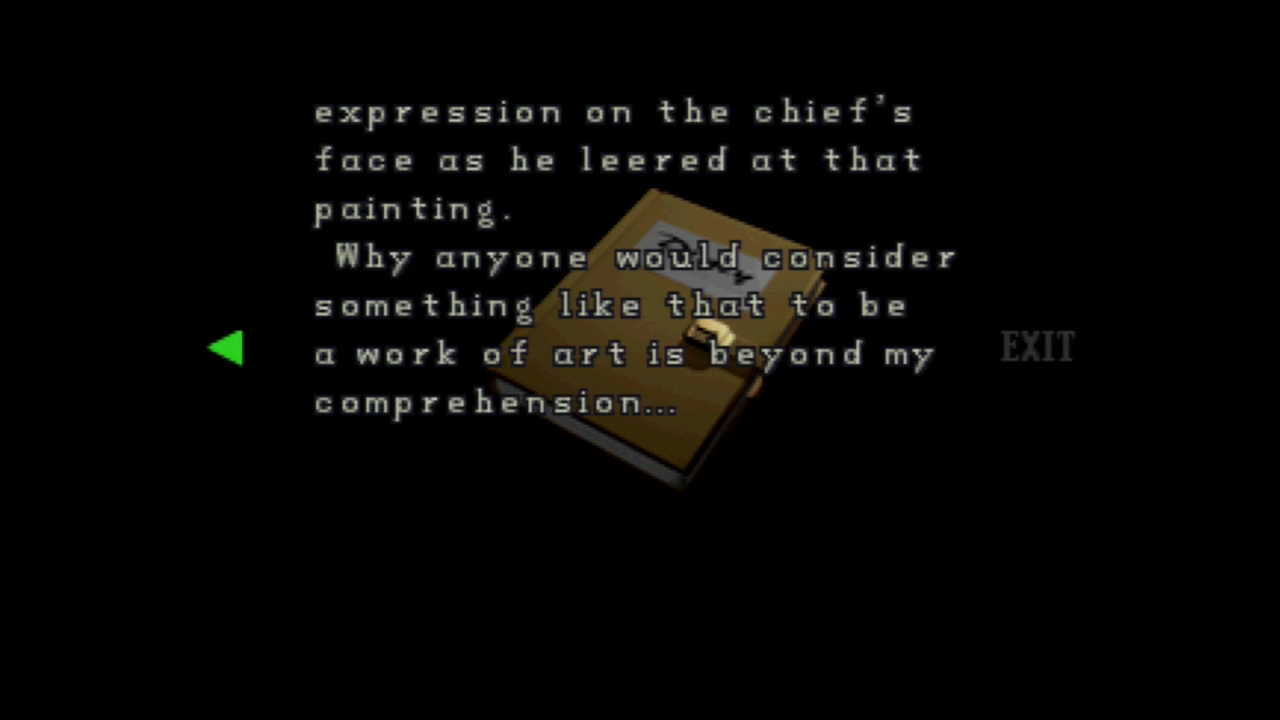 expression on the chief's
face as he leered at that
painting.
Why anyone would consider
something like that to be
a work of art is beyond my
comprehension...
EXIT